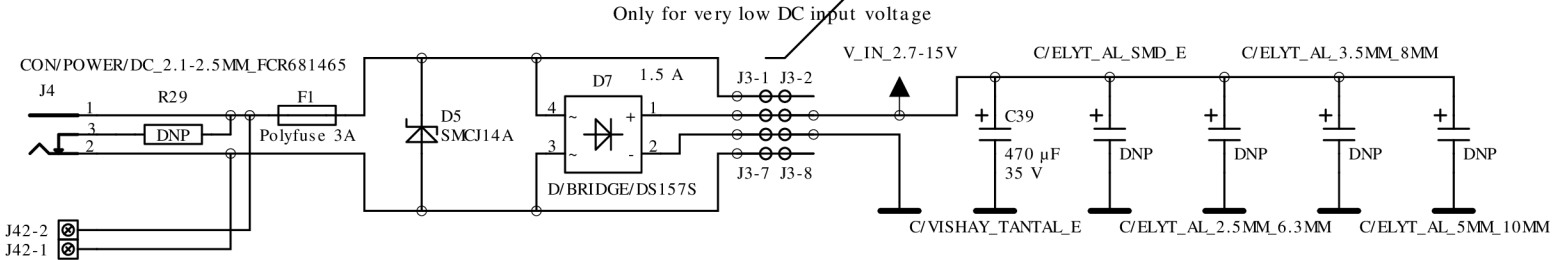 Only for very low DC input voltage
V_IN_2.7-15V
C/ELYT_AL_SMD_E
C/ELYT_AL_3.5MM_8MM
CON/POWER/DC_2.1-2.5MM_FCR681465
J4
R29
F1
D7
1.5 A
J3-1
J3-2
1
3
DNP
2
Polyfuse 3A
D5
SMCJ14A
4
~
+
1
3
~
-
2
D/BRIDGE/DS157S
J3-7
J3-8
+
C39
470 µF
35 V
+
DNP
+
DNP
+
DNP
+
DNP
C/VISHAY_TANTAL_E
C/ELYT_AL_2.5MM_6.3MM
C/ELYT_AL_5MM_10MM
J42-2
J42-1